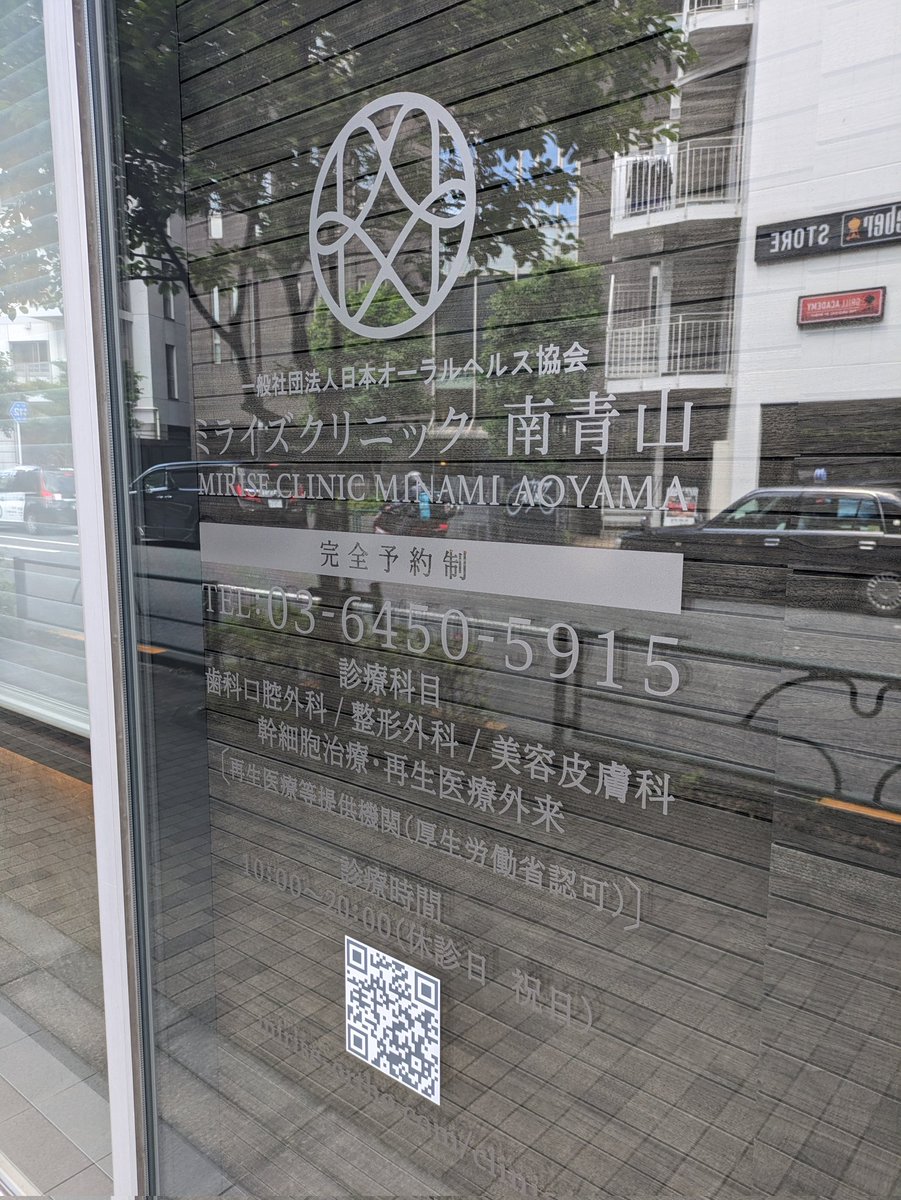 一般社団法人日本オーラルヘルス協会
ミライズクリニック 南青山
MIRISE CLINIC MINAMI AOYAMA
完全予約制
TEL:03-6450-5915
診療科目
歯科口腔外科 / 整形外科 / 美容皮膚科
幹細胞治療・再生医療外来
〔再生医療等提供機関(厚生労働省認可)〕
診療時間
10:00~20:00(休診日 祝日)
STORE
GRILL ACADEMY